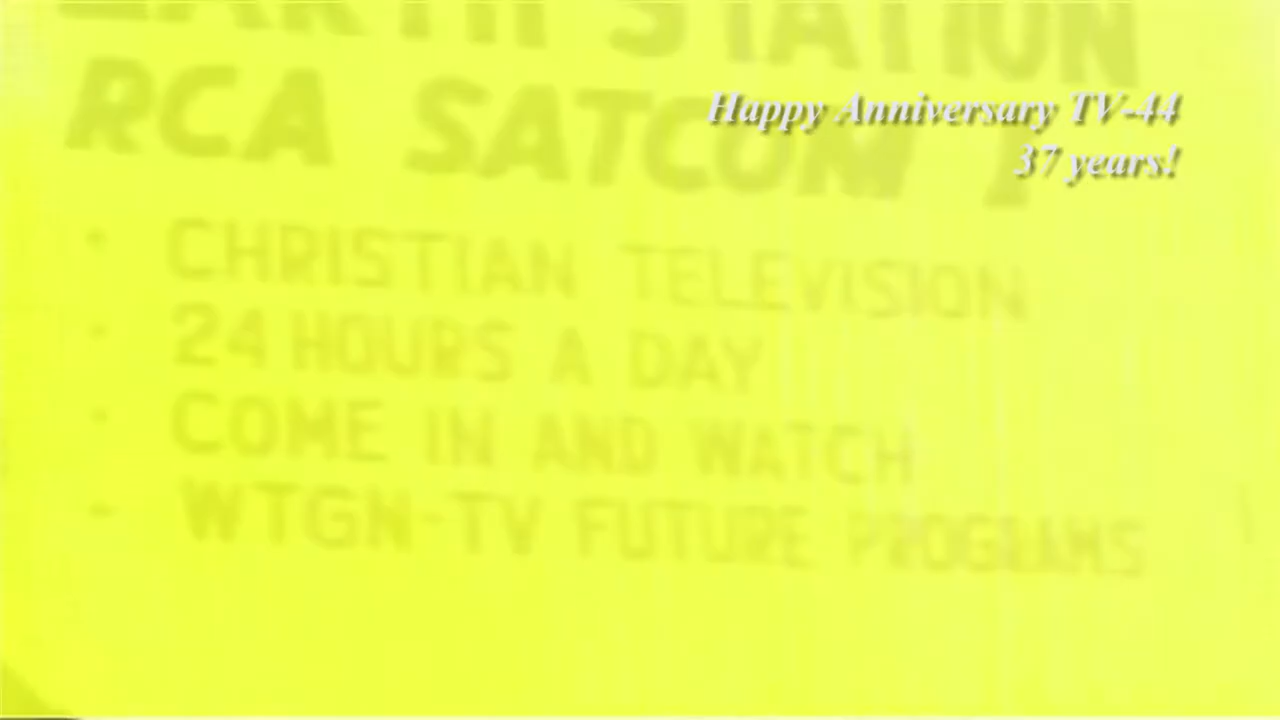 EARTH STATION
RCA SATCOM I
Happy Anniversary TV-44
37 years!
• CHRISTIAN TELEVISION
• 24 HOURS A DAY
• COME IN AND WATCH
• WTGN-TV FUTURE PROGRAMS